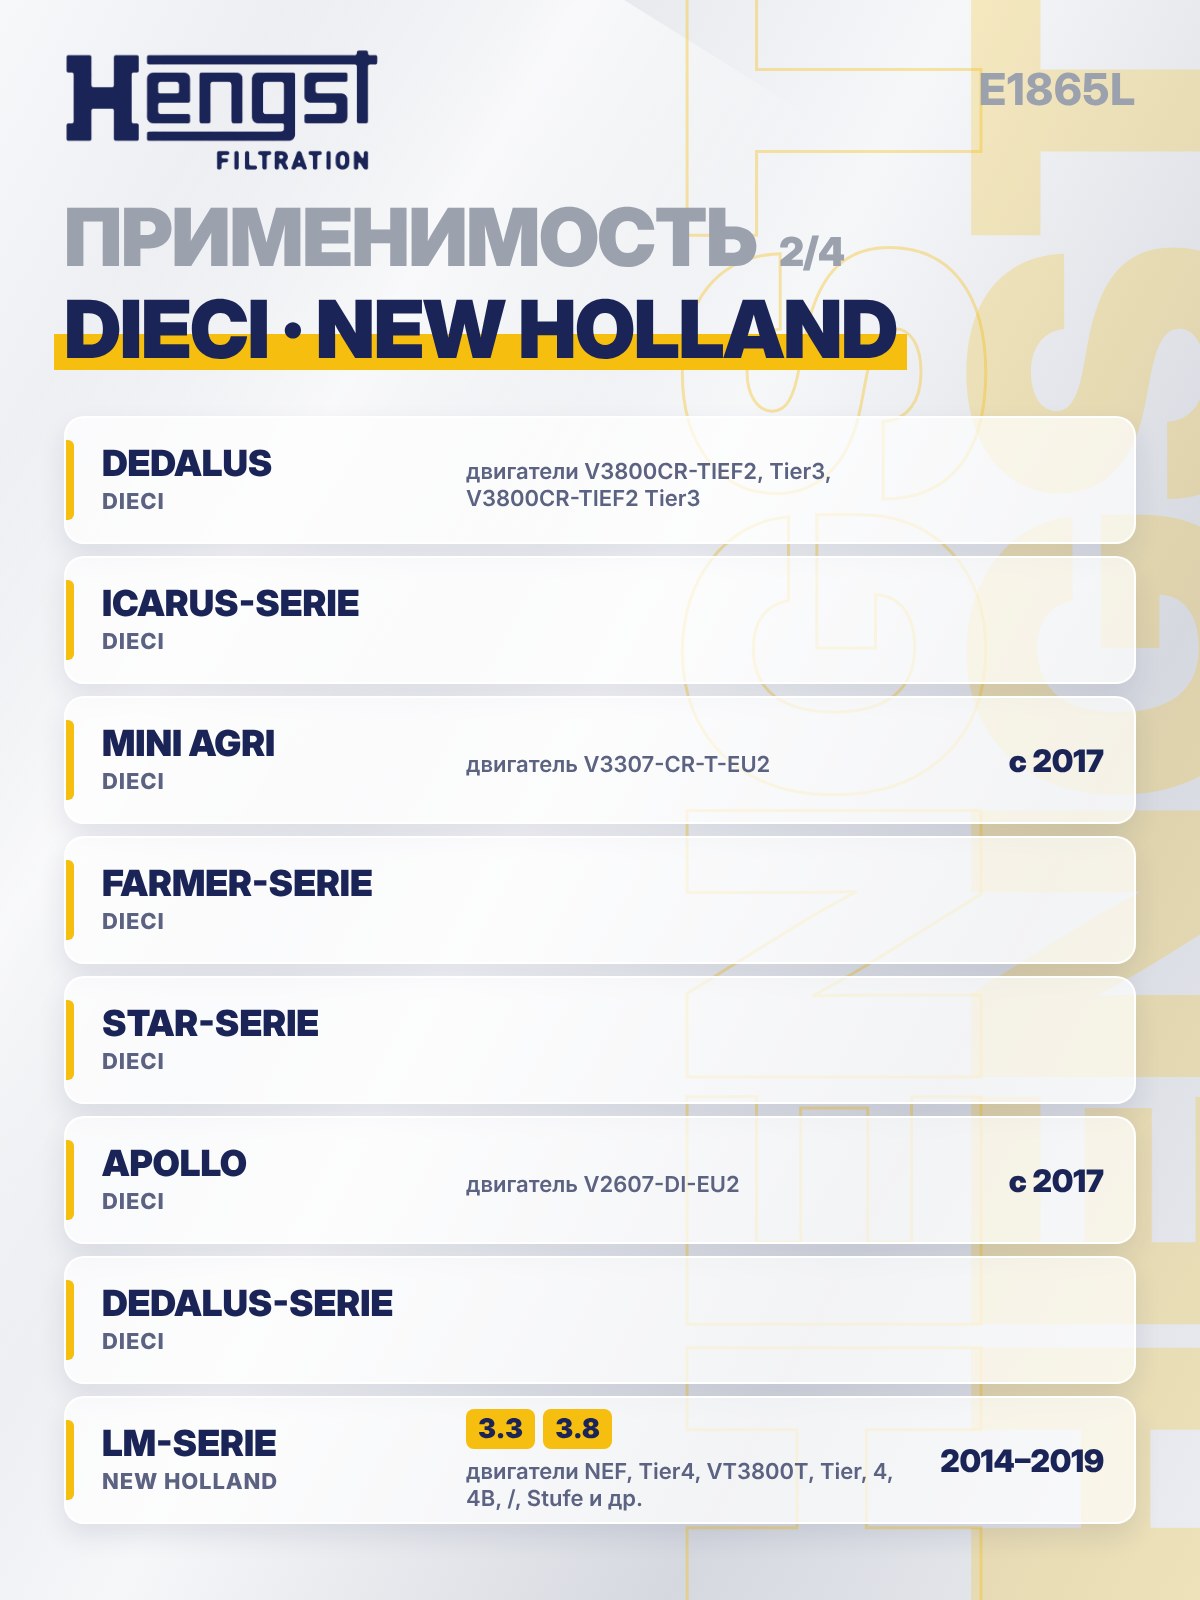 Hengst
FILTRATION
E1865L
ПРИМЕНИМОСТЬ 2/4
DIECI · NEW HOLLAND
DEDALUS
DIECI
двигатели V3800CR-TIEF2, Tier3,
V3800CR-TIEF2 Tier3
ICARUS-SERIE
DIECI
MINI AGRI
DIECI
двигатель V3307-CR-T-EU2
с 2017
FARMER-SERIE
DIECI
STAR-SERIE
DIECI
APOLLO
DIECI
двигатель V2607-DI-EU2
с 2017
DEDALUS-SERIE
DIECI
LM-SERIE
NEW HOLLAND
3.3 3.8
двигатели NEF, Tier4, VT3800T, Tier, 4,
4B, /, Stufe и др.
2014–2019
HENGST
HENGST